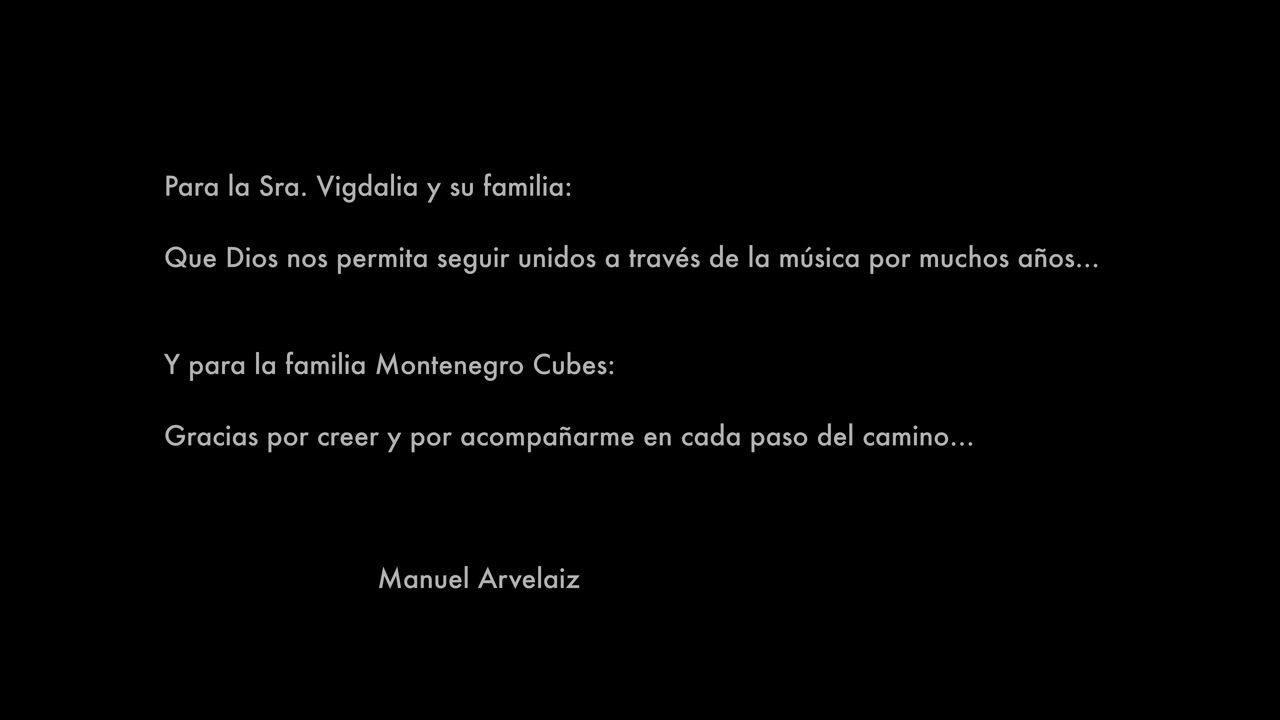 Para la Sra. Vigdalia y su familia:
Que Dios nos permita seguir unidos a través de la música por muchos años...
Y para la familia Montenegro Cubes:
Gracias por creer y por acompañarme en cada paso del camino...
Manuel Arvelaiz